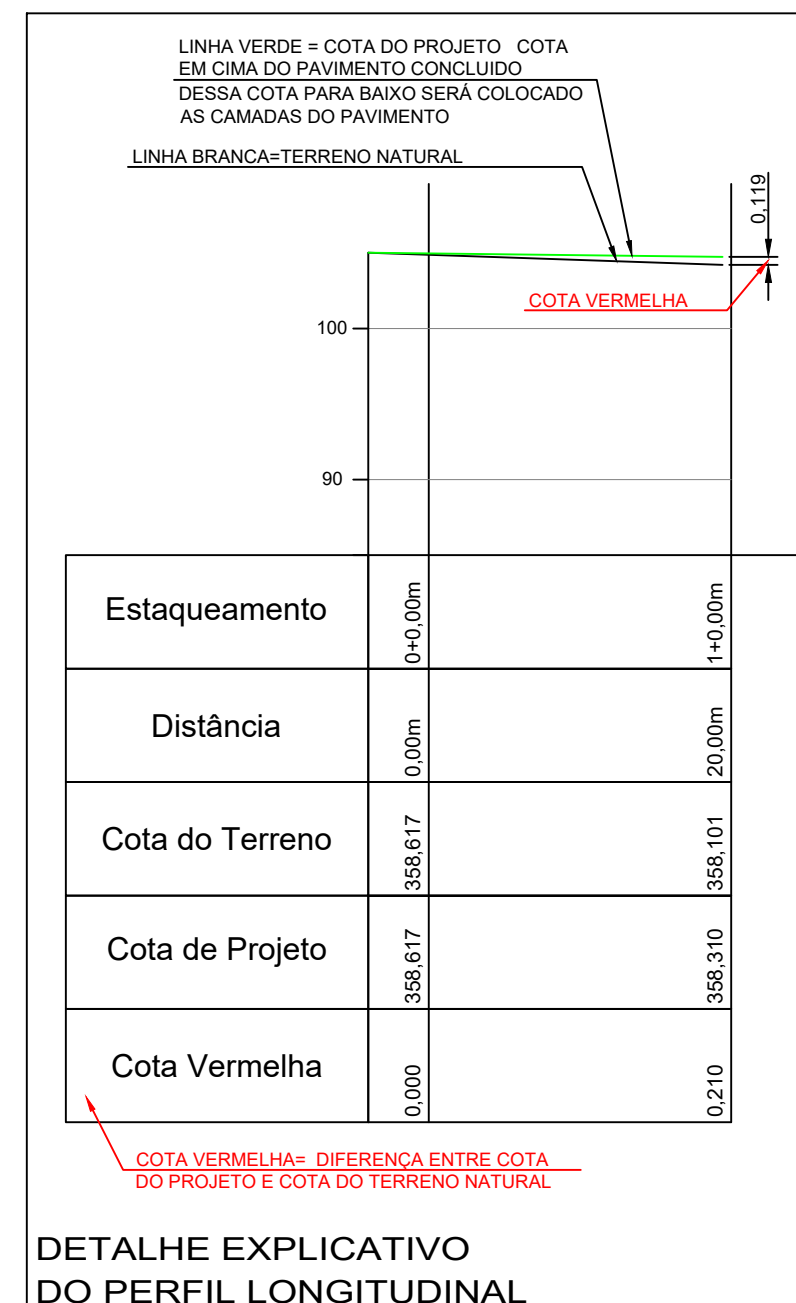 LINHA VERDE = COTA DO PROJETO COTA
EM CIMA DO PAVIMENTO CONCLUIDO
DESSA COTA PARA BAIXO SERÁ COLOCADO
AS CAMADAS DO PAVIMENTO
LINHA BRANCA=TERRENO NATURAL
0,119
COTA VERMELHA
100
90
Estaqueamento
0+0,00m
1+0,00m
Distância
0,00m
20,00m
Cota do Terreno
358,617
358,101
Cota de Projeto
358,617
358,310
Cota Vermelha
0,000
0,210
COTA VERMELHA= DIFERENÇA ENTRE COTA
DO PROJETO E COTA DO TERRENO NATURAL
DETALHE EXPLICATIVO
DO PERFIL LONGITUDINAL